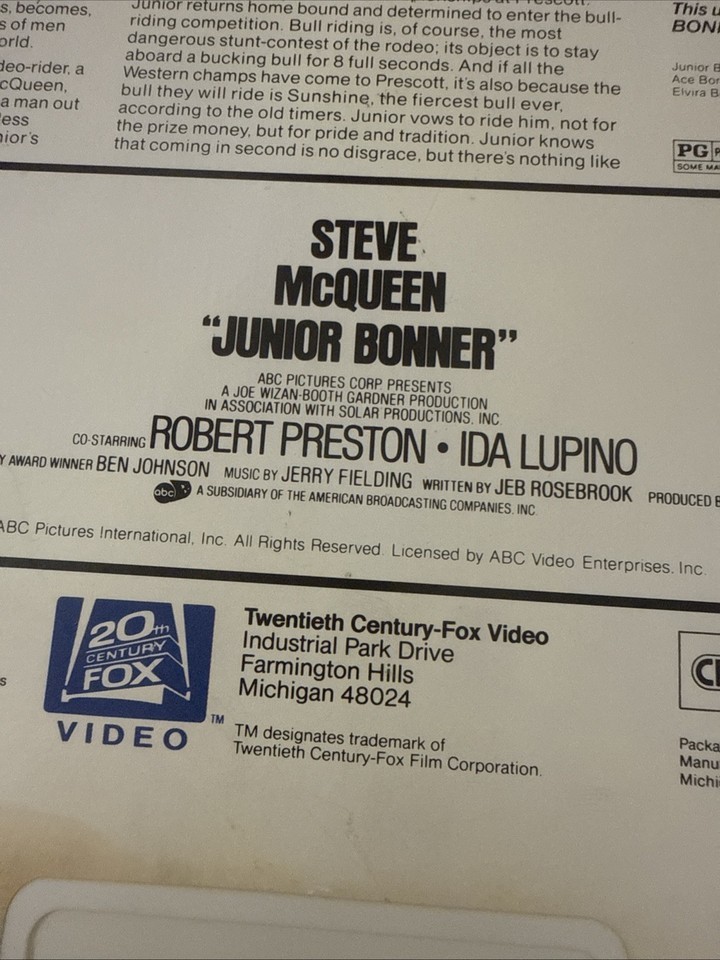 s, becomes,
s of men
orld.
deo-rider, a
cQueen,
a man out
ess
nior's
Junior returns home bound and determined to enter the bull-
riding competition. Bull riding is, of course, the most
dangerous stunt-contest of the rodeo; its object is to stay
aboard a bucking bull for 8 full seconds. And if all the
Western champs have come to Prescott, it's also because the
bull they will ride is Sunshine, the fiercest bull ever,
according to the old timers. Junior vows to ride him, not for
the prize money, but for pride and tradition. Junior knows
that coming in second is no disgrace, but there's nothing like
This u
BON
Junior B
Ace Bon
Elvira B
PG P
SOME MA
STEVE
McQUEEN
"JUNIOR BONNER"
ABC PICTURES CORP. PRESENTS
A JOE WIZAN-BOOTH GARDNER PRODUCTION
IN ASSOCIATION WITH SOLAR PRODUCTIONS, INC.
CO-STARRING ROBERT PRESTON • IDA LUPINO
Y AWARD WINNER BEN JOHNSON MUSIC BY JERRY FIELDING WRITTEN BY JEB ROSEBROOK PRODUCED B
abc A SUBSIDIARY OF THE AMERICAN BROADCASTING COMPANIES, INC.
ABC Pictures International, Inc. All Rights Reserved. Licensed by ABC Video Enterprises, Inc.
s
20th
CENTURY
FOX
VIDEO TM
Twentieth Century-Fox Video
Industrial Park Drive
Farmington Hills
Michigan 48024
TM designates trademark of
Twentieth Century-Fox Film Corporation.
Packa
Manu
Michi